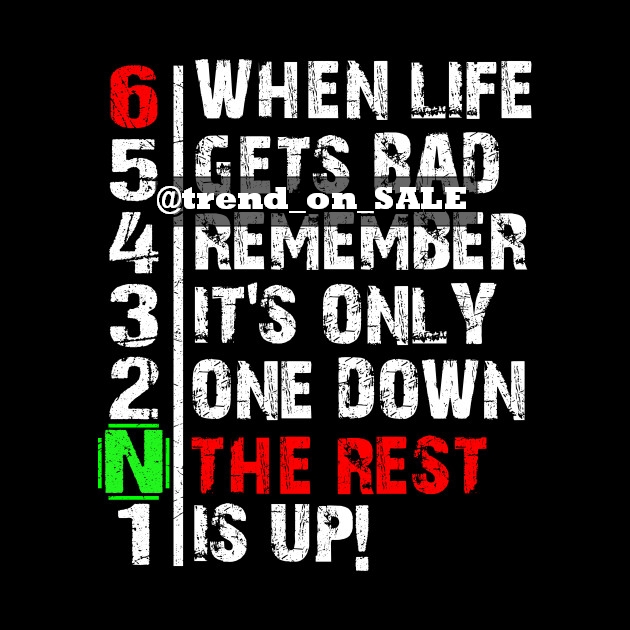 6 WHEN LIFE
5 GETS BAD
@trend_on_SALE
4 REMEMBER
3 IT'S ONLY
2 ONE DOWN
N THE REST
1 IS UP!